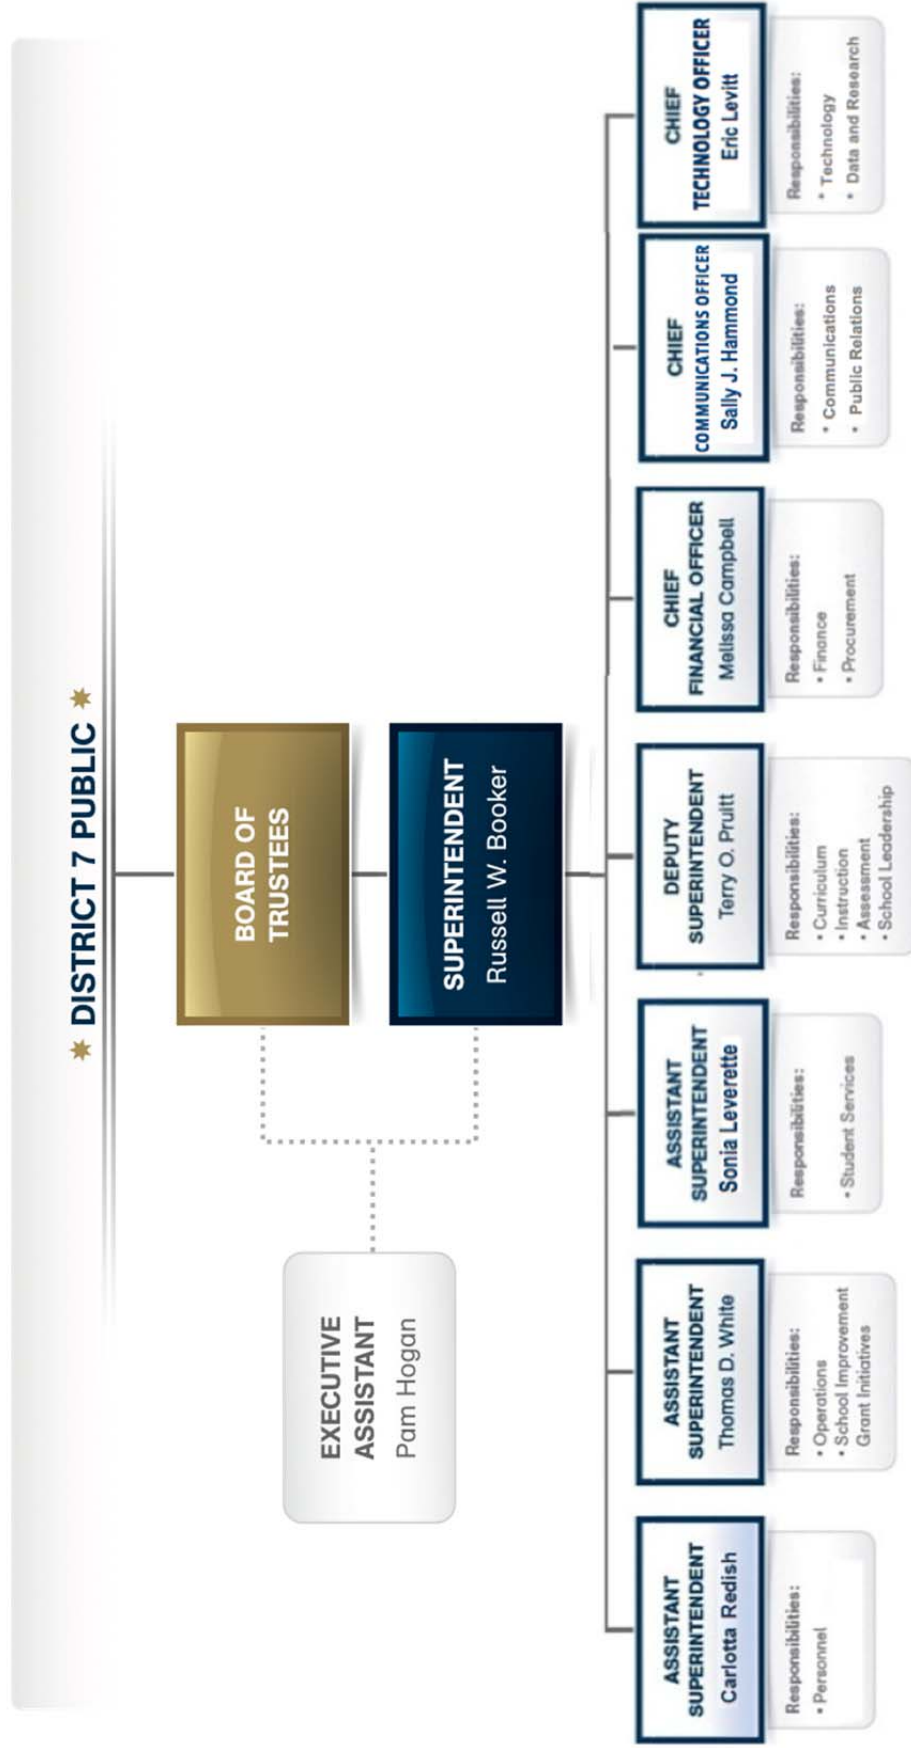 DISTRICT 7 PUBLIC
BOARD OF
TRUSTEES
SUPERINTENDENT
Russell W. Booker
EXECUTIVE
ASSISTANT
Pam Hogan
ASSISTANT
SUPERINTENDENT
Carlotta Redish
Responsibilities:
• Personnel
ASSISTANT
SUPERINTENDENT
Thomas D. White
Responsibilities:
• Operations
• School Improvement
Grant Initiatives
ASSISTANT
SUPERINTENDENT
Sonia Leverette
Responsibilities:
• Student Services
DEPUTY
SUPERINTENDENT
Terry O. Pruitt
Responsibilities:
• Curriculum
• Instruction
• Assessment
• School Leadership
CHIEF
FINANCIAL OFFICER
Melissa Campbell
Responsibilities:
• Finance
• Procurement
CHIEF
COMMUNICATIONS OFFICER
Sally J. Hammond
Responsibilities:
* Communications
• Public Relations
CHIEF
TECHNOLOGY OFFICER
Eric Levitt
Responsibilities:
* Technology
• Data and Research